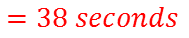 = 38 seconds